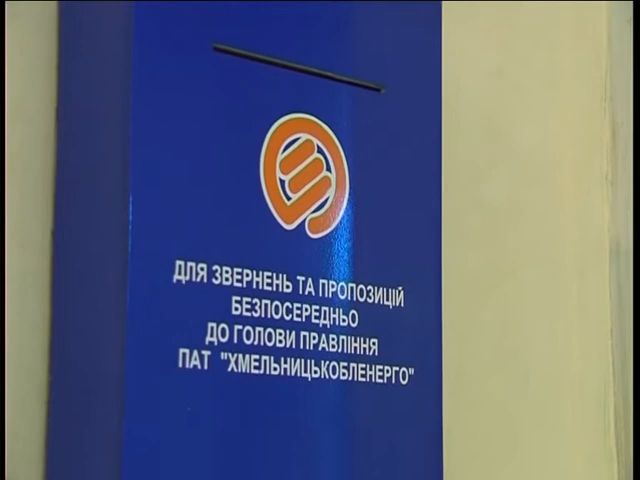 ДЛЯ ЗВЕРНЕНЬ ТА ПРОПОЗИЦІЙ
БЕЗПОСЕРЕДНЬО
ДО ГОЛОВИ ПРАВЛІННЯ
ПАТ "ХМЕЛЬНИЦЬКОБЛЕНЕРГО"